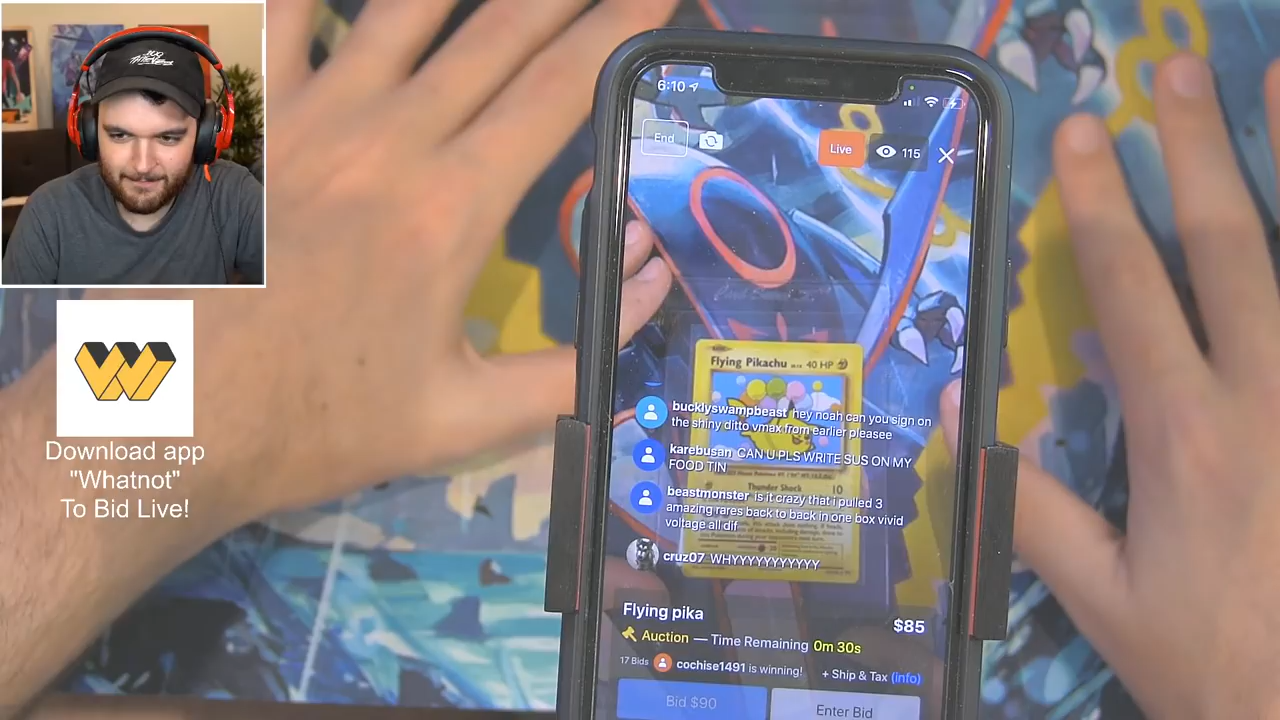 Download app
"Whatnot"
To Bid Live!
6:10
End
Live
115
Flying Pikachu
40 HP
bucklyswampbeast hey noah can you sign on
the shiny ditto vmax from earlier pleasee
karebusan CAN U PLS WRITE SUS ON MY
FOOD TIN
Thunder Shock 10
beastmonster is it crazy that i pulled 3
amazing rares back to back in one box vivid
voltage all dif
cruz07 WHYYYYYYYYYYY
Flying pika
$85
Auction — Time Remaining 0m 30s
17 Bids cochise1491 is winning! + Ship & Tax (info)
Bid $90
Enter Bid